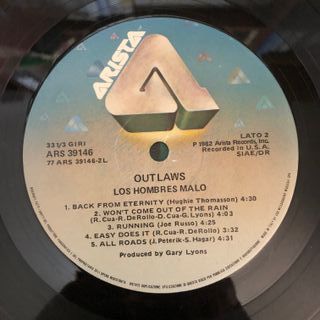 ARISTA
33 1/3 GIRI
ARS 39146
77 ARS 39146-2L
LATO 2
P 1982 Arista Records, Inc.
Recorded in U.S.A.
SIAE/DR
OUTLAWS
LOS HOMBRES MALO
1. BACK FROM ETERNITY (Hughie Thomasson) 4:30
2. WON'T COME OUT OF THE RAIN
(R.Cua-R.DeRollo-D.Cua-G.Lyons) 5:03
3. RUNNING (Joe Russo) 4:25
4. EASY DOES IT (R.Cua-R.DeRollo) 4:30
5. ALL ROADS (J.Peterik-S.Hagar) 4:31
Produced by Gary Lyons